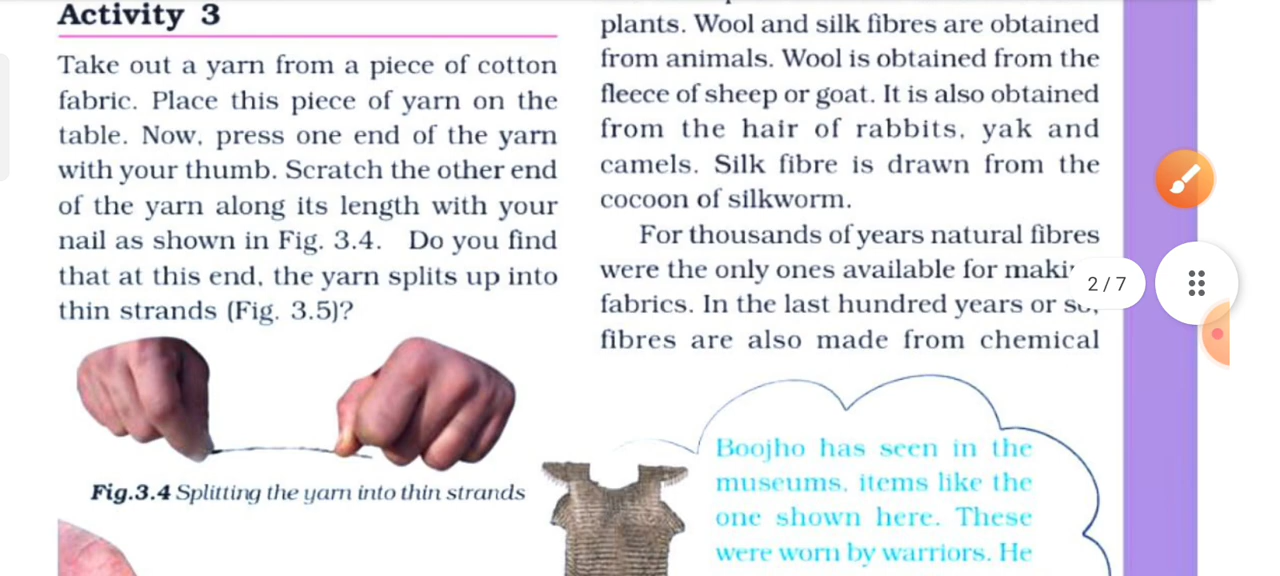 Activity 3
Take out a yarn from a piece of cotton
fabric. Place this piece of yarn on the
table. Now, press one end of the yarn
with your thumb. Scratch the other end
of the yarn along its length with your
nail as shown in Fig. 3.4. Do you find
that at this end, the yarn splits up into
thin strands (Fig. 3.5)?
Fig.3.4 Splitting the yarn into thin strands
plants. Wool and silk fibres are obtained
from animals. Wool is obtained from the
fleece of sheep or goat. It is also obtained
from the hair of rabbits, yak and
camels. Silk fibre is drawn from the
cocoon of silkworm.
For thousands of years natural fibres
were the only ones available for
fabrics. In the last hundred years or
fibres are also made from chemical
Boojho has seen in the
museums, items like the
one shown here. These
were worn by warriors. He
2/7